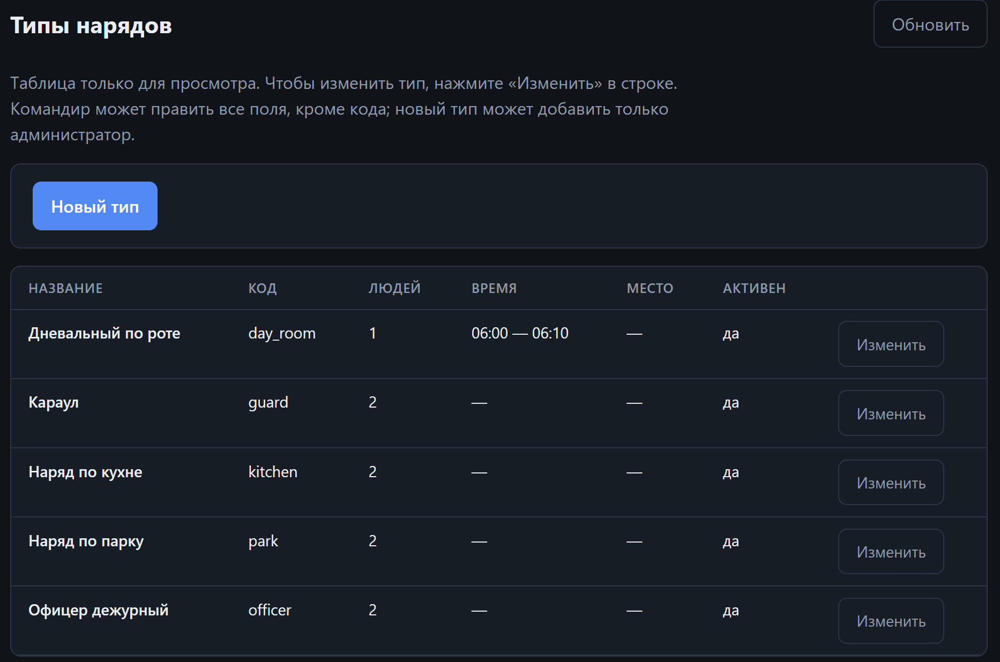 Типы нарядов
Обновить
Таблица только для просмотра. Чтобы изменить тип, нажмите «Изменить» в строке.
Командир может править все поля, кроме кода; новый тип может добавить только
администратор.
Новый тип
НАЗВАНИЕ КОД ЛЮДЕЙ ВРЕМЯ МЕСТО АКТИВЕН
Дневальный по роте day_room 1 06:00 — 06:10 — да Изменить
Караул guard 2 — — да Изменить
Наряд по кухне kitchen 2 — — да Изменить
Наряд по парку park 2 — — да Изменить
Офицер дежурный officer 2 — — да Изменить